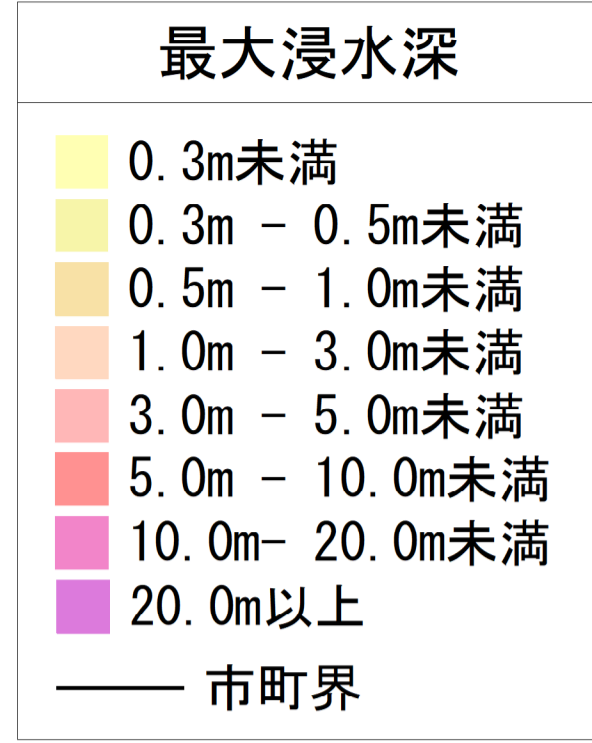 最大浸水深
0.3m未満
0.3m - 0.5m未満
0.5m - 1.0m未満
1.0m - 3.0m未満
3.0m - 5.0m未満
5.0m - 10.0m未満
10.0m- 20.0m未満
20.0m以上
市町界